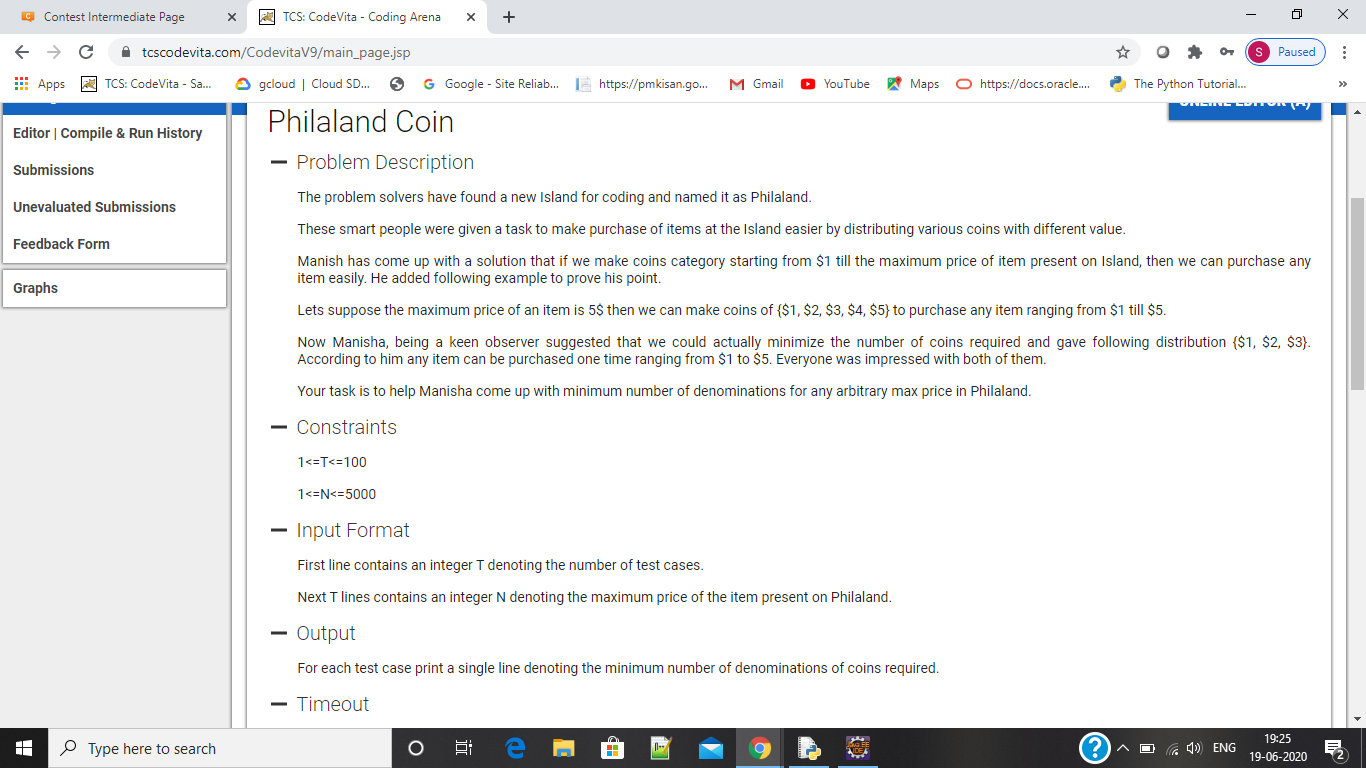 Contest Intermediate Page
TCS: CodeVita - Coding Arena
tcscodevita.com/CodevitaV9/main_page.jsp
S Paused
Apps
TCS: CodeVita - Sa...
gcloud | Cloud SD...
Google - Site Reliab...
https://pmkisan.go...
Gmail
YouTube
Maps
https://docs.oracle....
The Python Tutorial...
Editor | Compile & Run History
Submissions
Unevaluated Submissions
Feedback Form
Graphs
ONLINE EDITOR (A)
Philaland Coin
Problem Description
The problem solvers have found a new Island for coding and named it as Philaland.
These smart people were given a task to make purchase of items at the Island easier by distributing various coins with different value.
Manish has come up with a solution that if we make coins category starting from $1 till the maximum price of item present on Island, then we can purchase any
item easily. He added following example to prove his point.
Lets suppose the maximum price of an item is 5$ then we can make coins of {$1, $2, $3, $4, $5} to purchase any item ranging from $1 till $5.
Now Manisha, being a keen observer suggested that we could actually minimize the number of coins required and gave following distribution {$1, $2, $3}.
According to him any item can be purchased one time ranging from $1 to $5. Everyone was impressed with both of them.
Your task is to help Manisha come up with minimum number of denominations for any arbitrary max price in Philaland.
Constraints
1<=T<=100
1<=N<=5000
Input Format
First line contains an integer T denoting the number of test cases.
Next T lines contains an integer N denoting the maximum price of the item present on Philaland.
Output
For each test case print a single line denoting the minimum number of denominations of coins required.
Timeout
Type here to search
ENG
19:25
19-06-2020
2